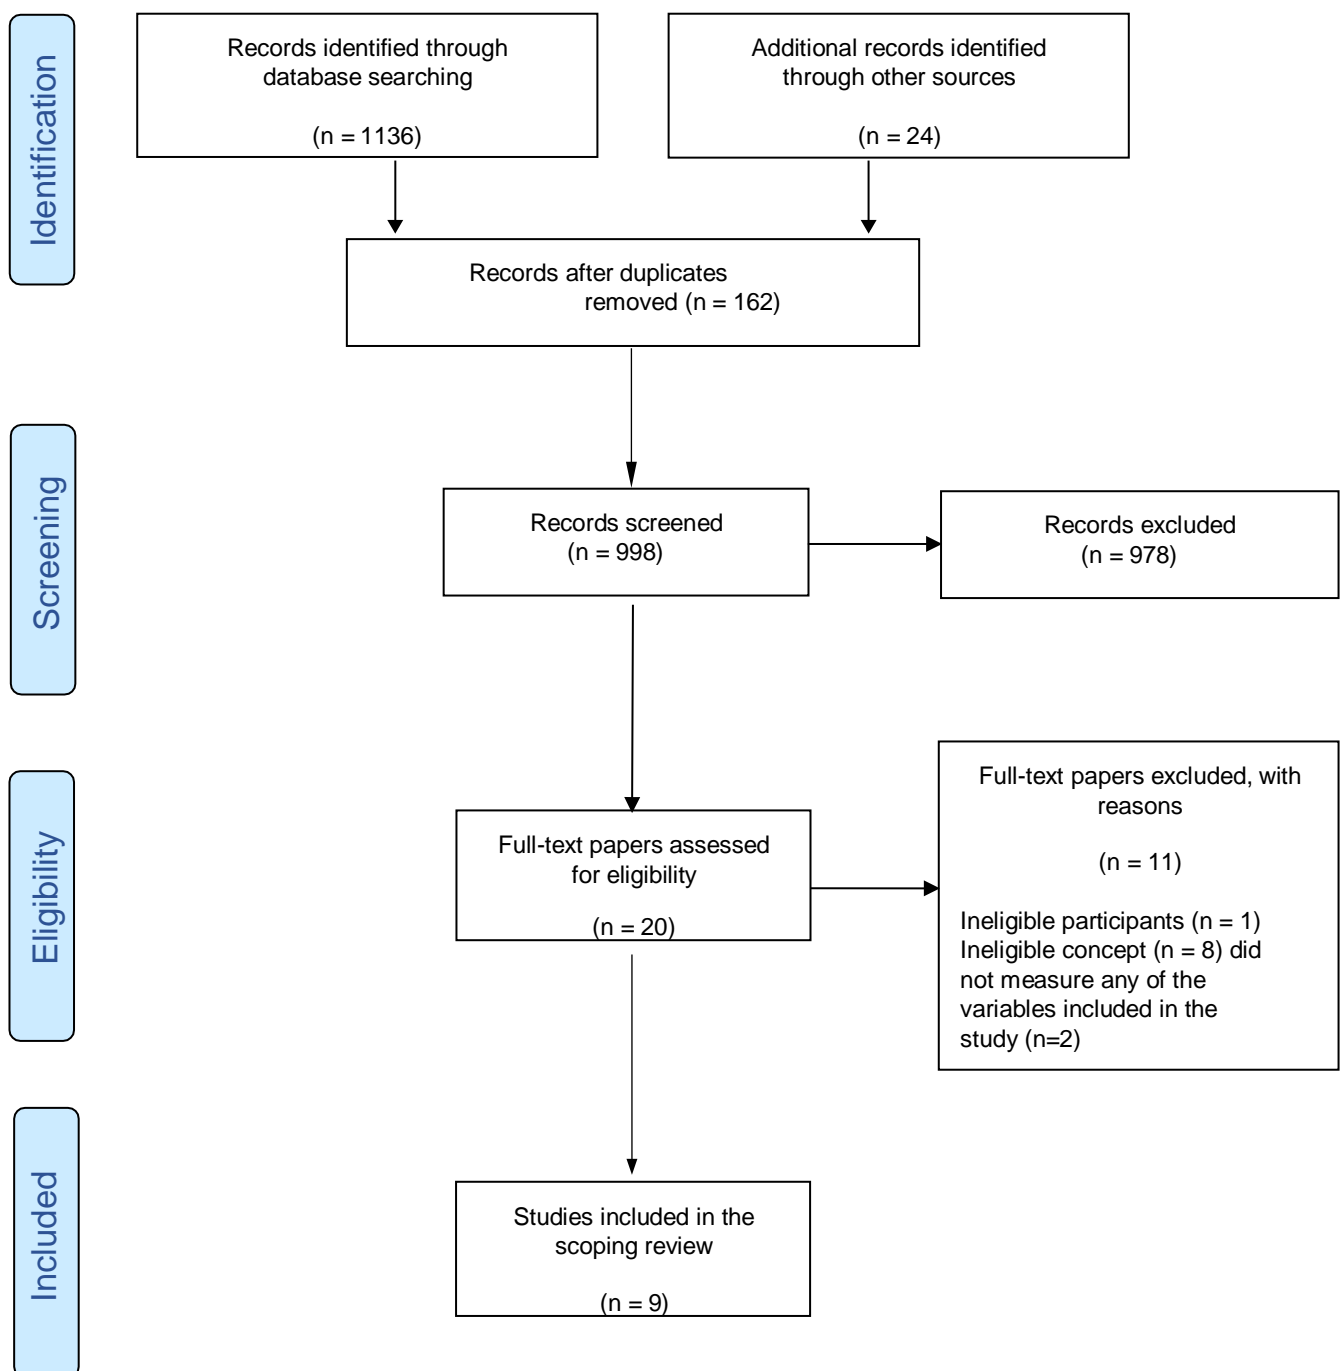 Identification
Records identified through
database searching
(n = 1136)
Additional records identified
through other sources
(n = 24)
Records after duplicates
removed (n = 162)
Screening
Records screened
(n = 998)
Records excluded
(n = 978)
Eligibility
Full-text papers assessed
for eligibility
(n = 20)
Full-text papers excluded, with
reasons
(n = 11)
Ineligible participants (n = 1)
Ineligible concept (n = 8) did
not measure any of the
variables included in the
study (n=2)
Included
Studies included in the
scoping review
(n = 9)